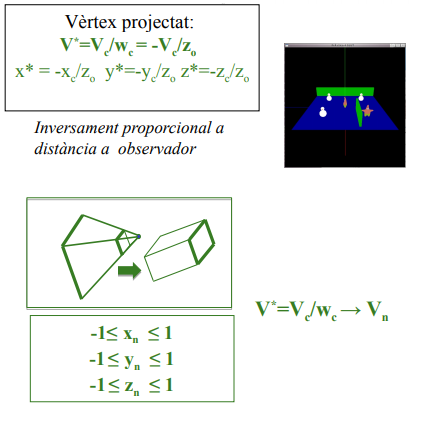 Vèrtex projectat:
V*=Vc/wc = -Vc/zo
x* = -xc/zo y*=-yc/zo z*=-zc/zo
Inversament proporcional a
distància a observador
V*=Vc/wc → Vn
-1≤ xn ≤ 1
-1≤ yn ≤ 1
-1≤ zn ≤ 1